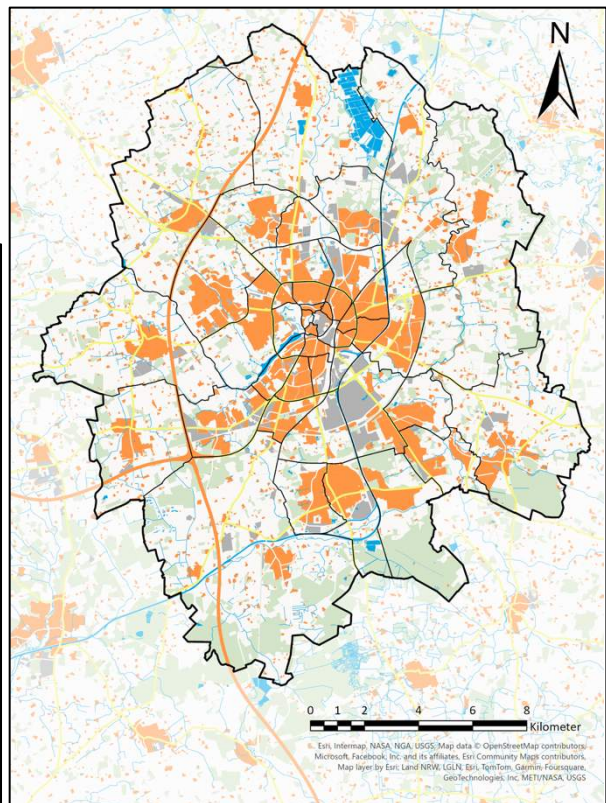 N
0 1 2 4 6 8
Kilometer
Esri, Intermap, NASA, NGA, USGS, Map data © OpenStreetMap contributors,
Microsoft, Facebook, Inc. and its affiliates, Esri Community Maps contributors,
Map layer by Esri; Land NRW, LGLN, Esri, TomTom, Garmin, Foursquare,
GeoTechnologies, Inc, METI/NASA, USGS